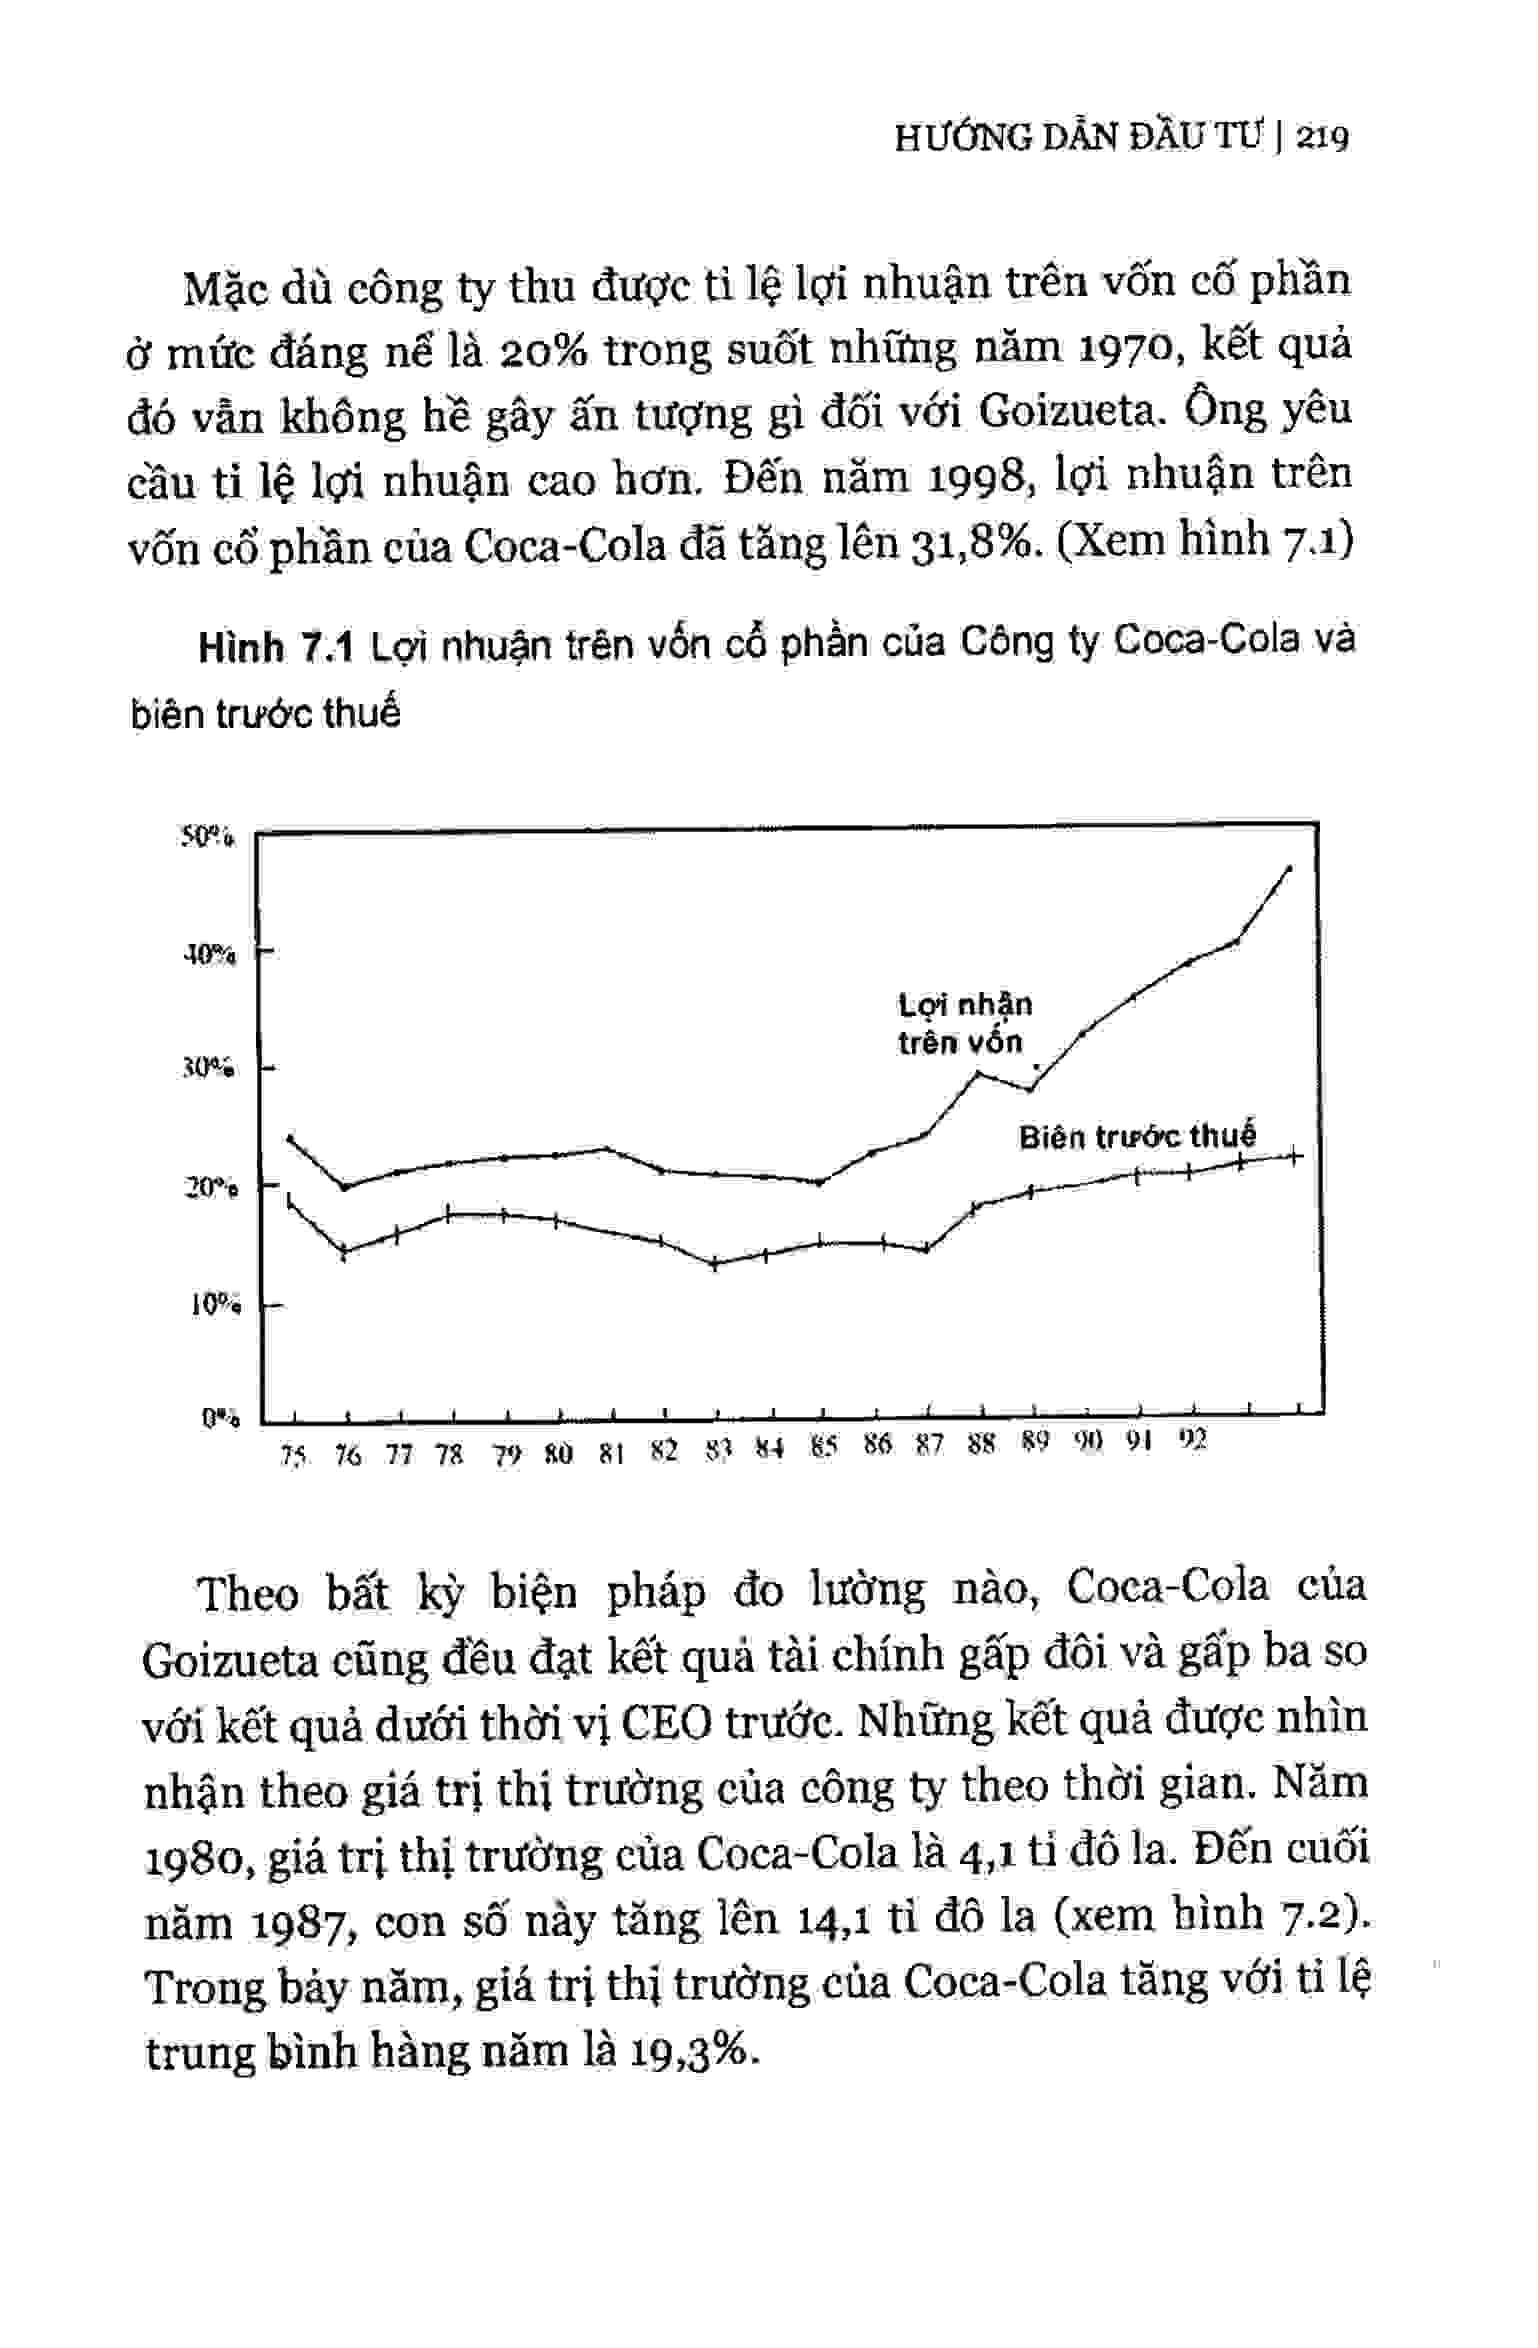 HƯỚNG DẪN ĐẦU TƯ | 219
Mặc dù công ty thu được tỉ lệ lợi nhuận trên vốn cổ phần
ở mức đáng nể là 20% trong suốt những năm 1970, kết quả
đó vẫn không hề gây ấn tượng gì đối với Goizueta. Ông yêu
cầu tỉ lệ lợi nhuận cao hơn. Đến năm 1998, lợi nhuận trên
vốn cổ phần của Coca-Cola đã tăng lên 31,8%. (Xem hình 7.1)
Hình 7.1 Lợi nhuận trên vốn cổ phần của Công ty Coca-Cola và
biên trước thuế
50%
40%
Lợi nhận
trên vốn
30%
Biên trước thuế
20%
10%
0%
75 76 77 78 79 80 81 82 83 84 85 86 87 88 89 90 91 92
Theo bất kỳ biện pháp đo lường nào, Coca-Cola của
Goizueta cũng đều đạt kết quả tài chính gấp đôi và gấp ba so
với kết quả dưới thời vị CEO trước. Những kết quả được nhìn
nhận theo giá trị thị trường của công ty theo thời gian. Năm
1980, giá trị thị trường của Coca-Cola là 4,1 tỉ đô la. Đến cuối
năm 1987, con số này tăng lên 14,1 tỉ đô la (xem hình 7.2).
Trong bảy năm, giá trị thị trường của Coca-Cola tăng với tỉ lệ
trung bình hàng năm là 19,3%.